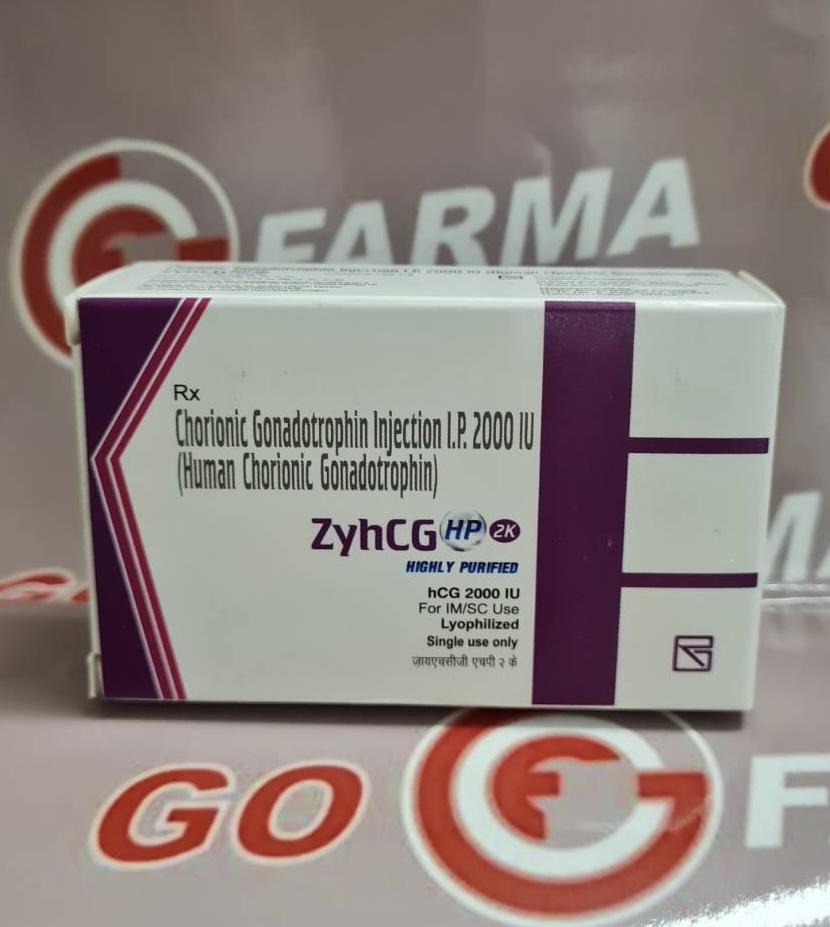 FARMA
ZyhCG
Rx
Chorionic Gonadotrophin Injection I.P. 2000 IU
(Human Chorionic Gonadotrophin)
ZyhCG HP 2K
HIGHLY PURIFIED
hCG 2000 IU
For IM/SC Use
Lyophilized
Single use only
ज़ायएचसीजी एचपी २ के
GO